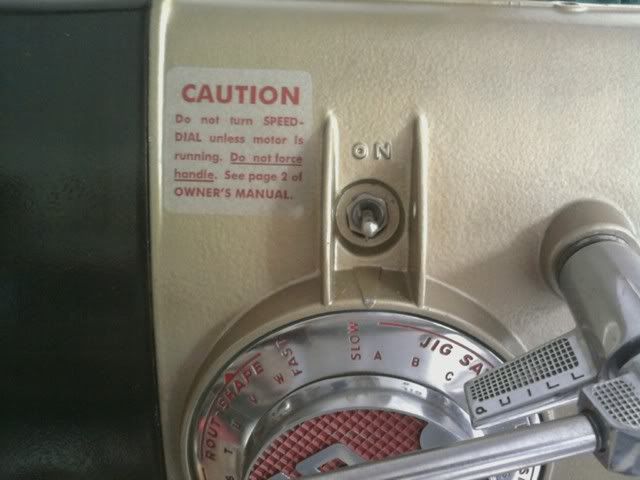 CAUTION
Do not turn SPEED-
DIAL unless motor is
running. Do not force
handle. See page 2 of
OWNER'S MANUAL.
ON
ROUT-SHAPE
FAST
SLOW
JIG SA
W
V
U
T
S
A
B
C
QUILL